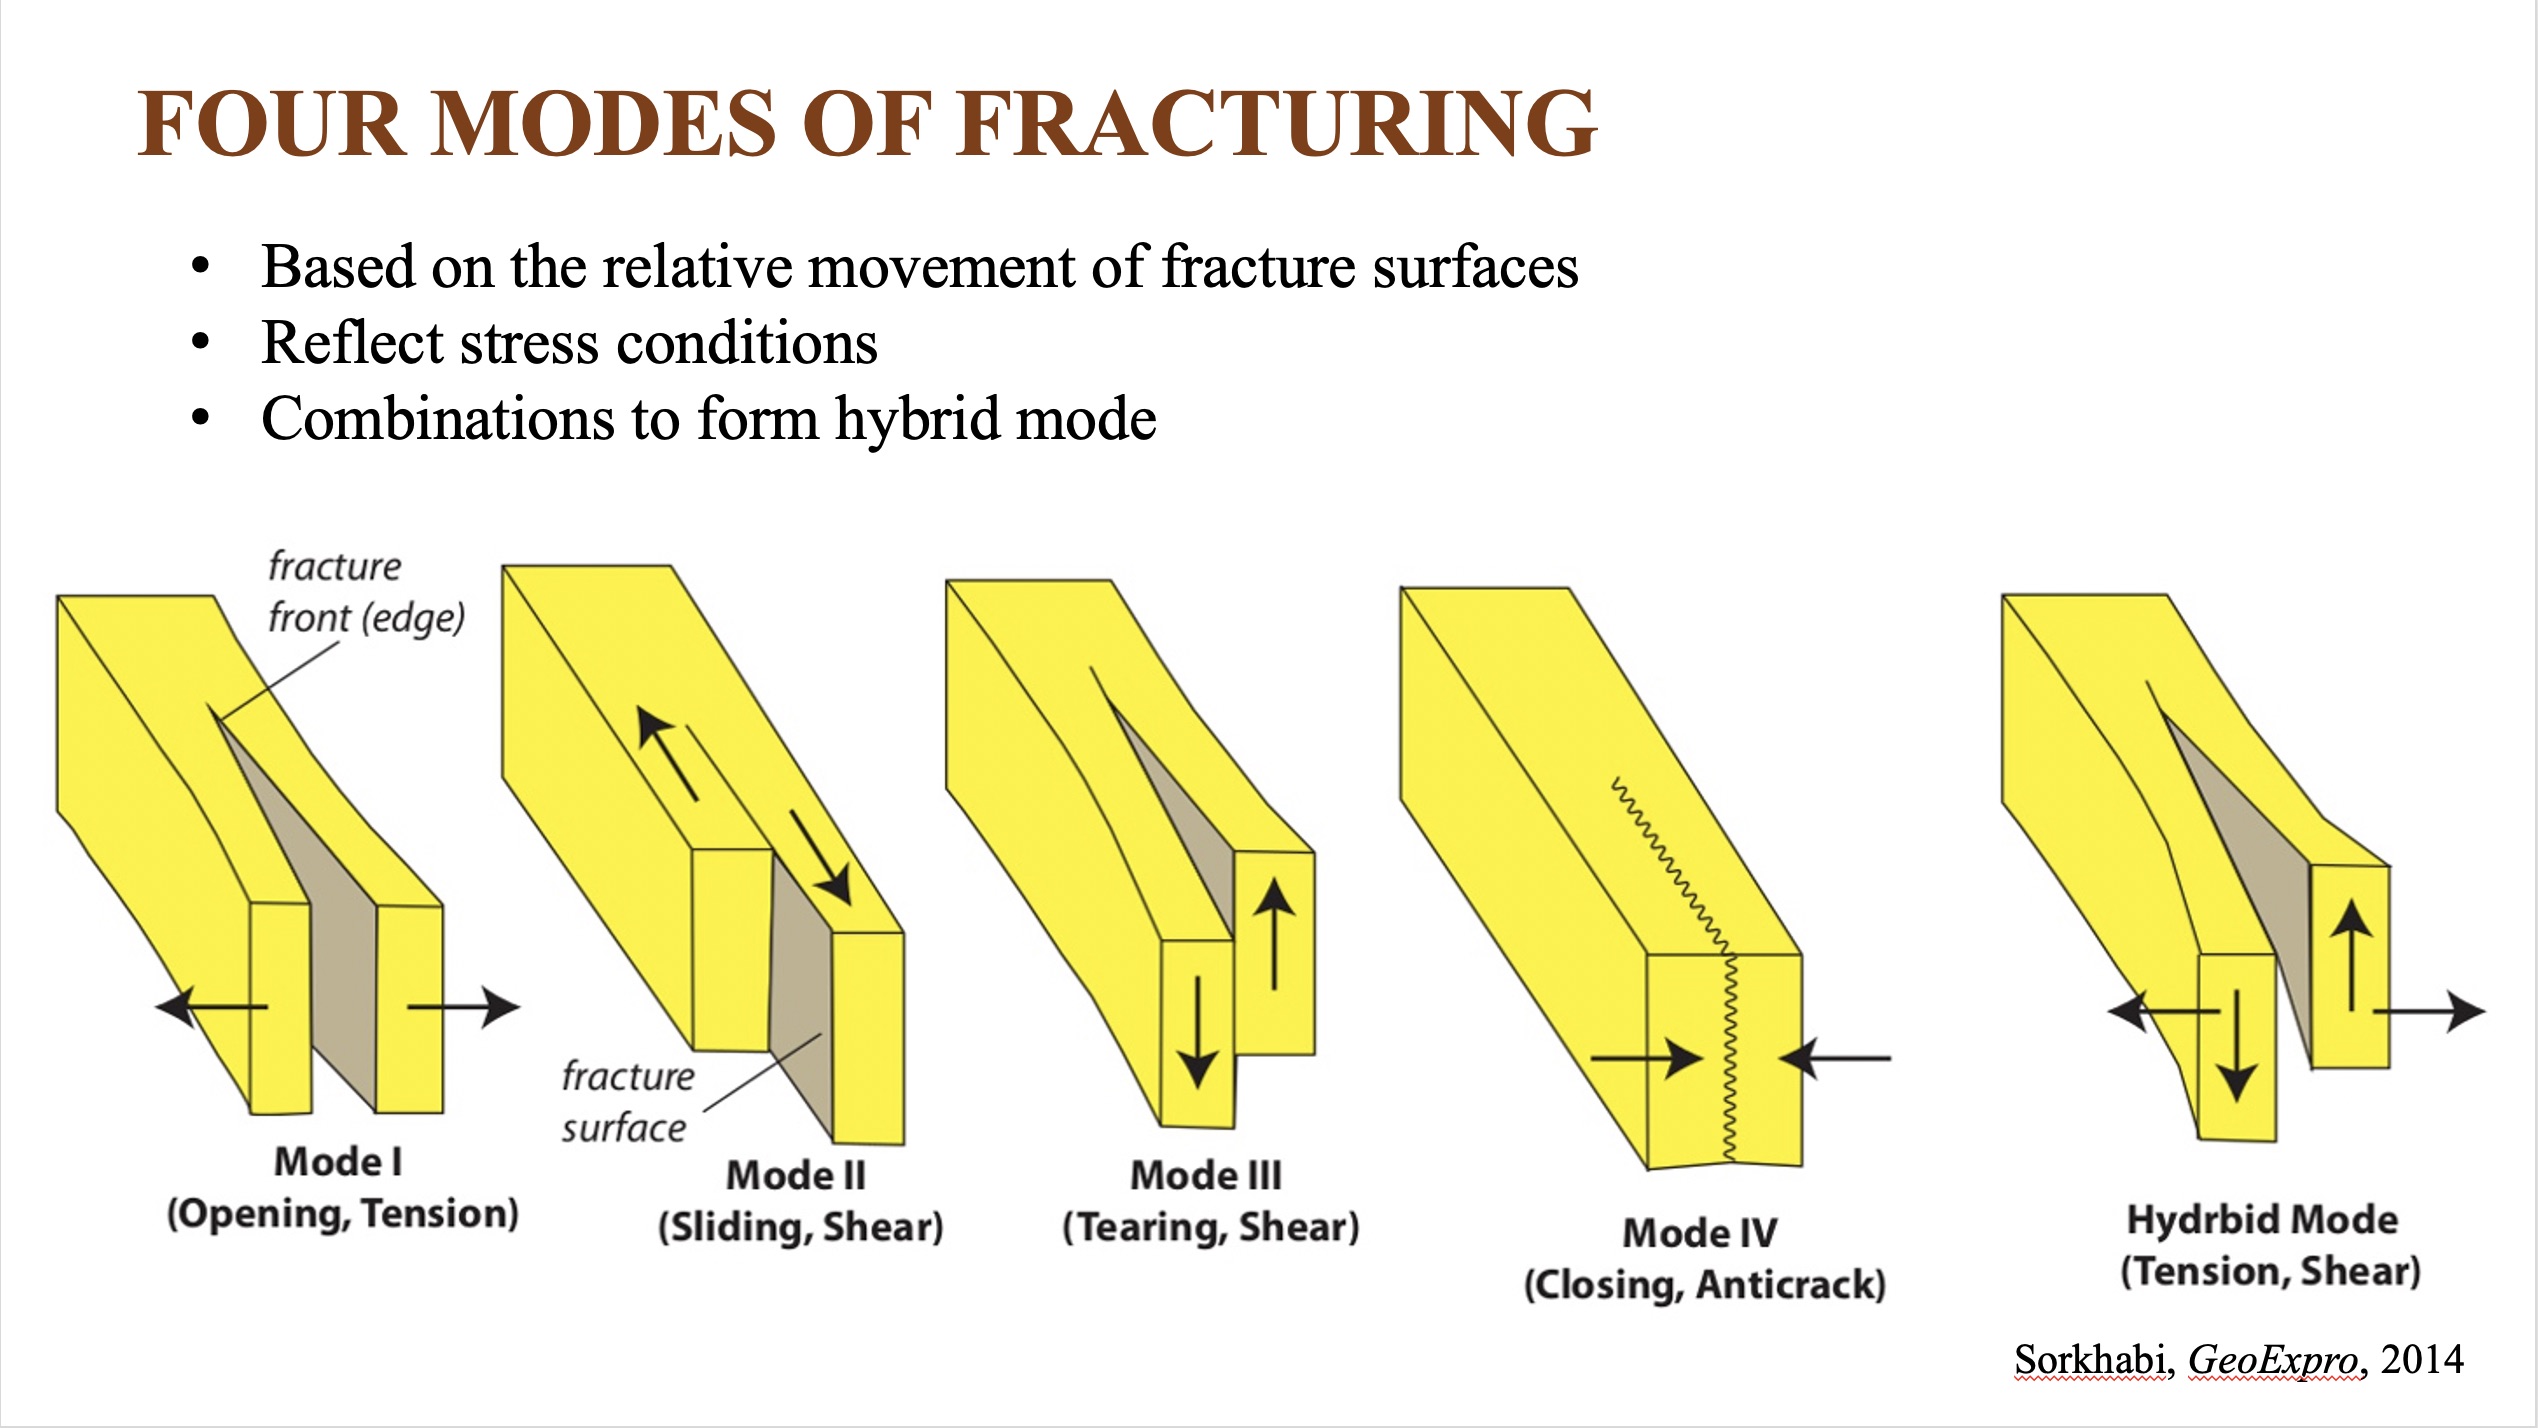 FOUR MODES OF FRACTURING
• Based on the relative movement of fracture surfaces
• Reflect stress conditions
• Combinations to form hybrid mode
fracture
front (edge)
fracture
surface
Mode I
(Opening, Tension)
Mode II
(Sliding, Shear)
Mode III
(Tearing, Shear)
Mode IV
(Closing, Anticrack)
Hydrbid Mode
(Tension, Shear)
Sorkhabi, GeoExpro, 2014